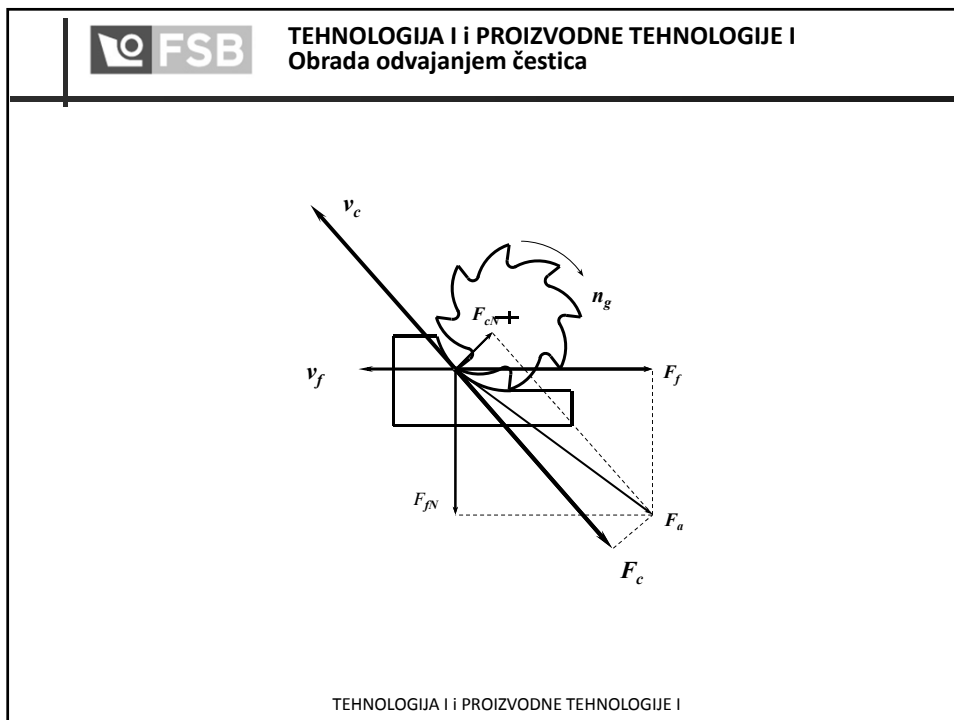 FSB
TEHNOLOGIJA I i PROIZVODNE TEHNOLOGIJE I
Obrada odvajanjem čestica
v_c
n_g
F_cN
v_f
F_f
F_fN
F_a
F_c
TEHNOLOGIJA I i PROIZVODNE TEHNOLOGIJE I